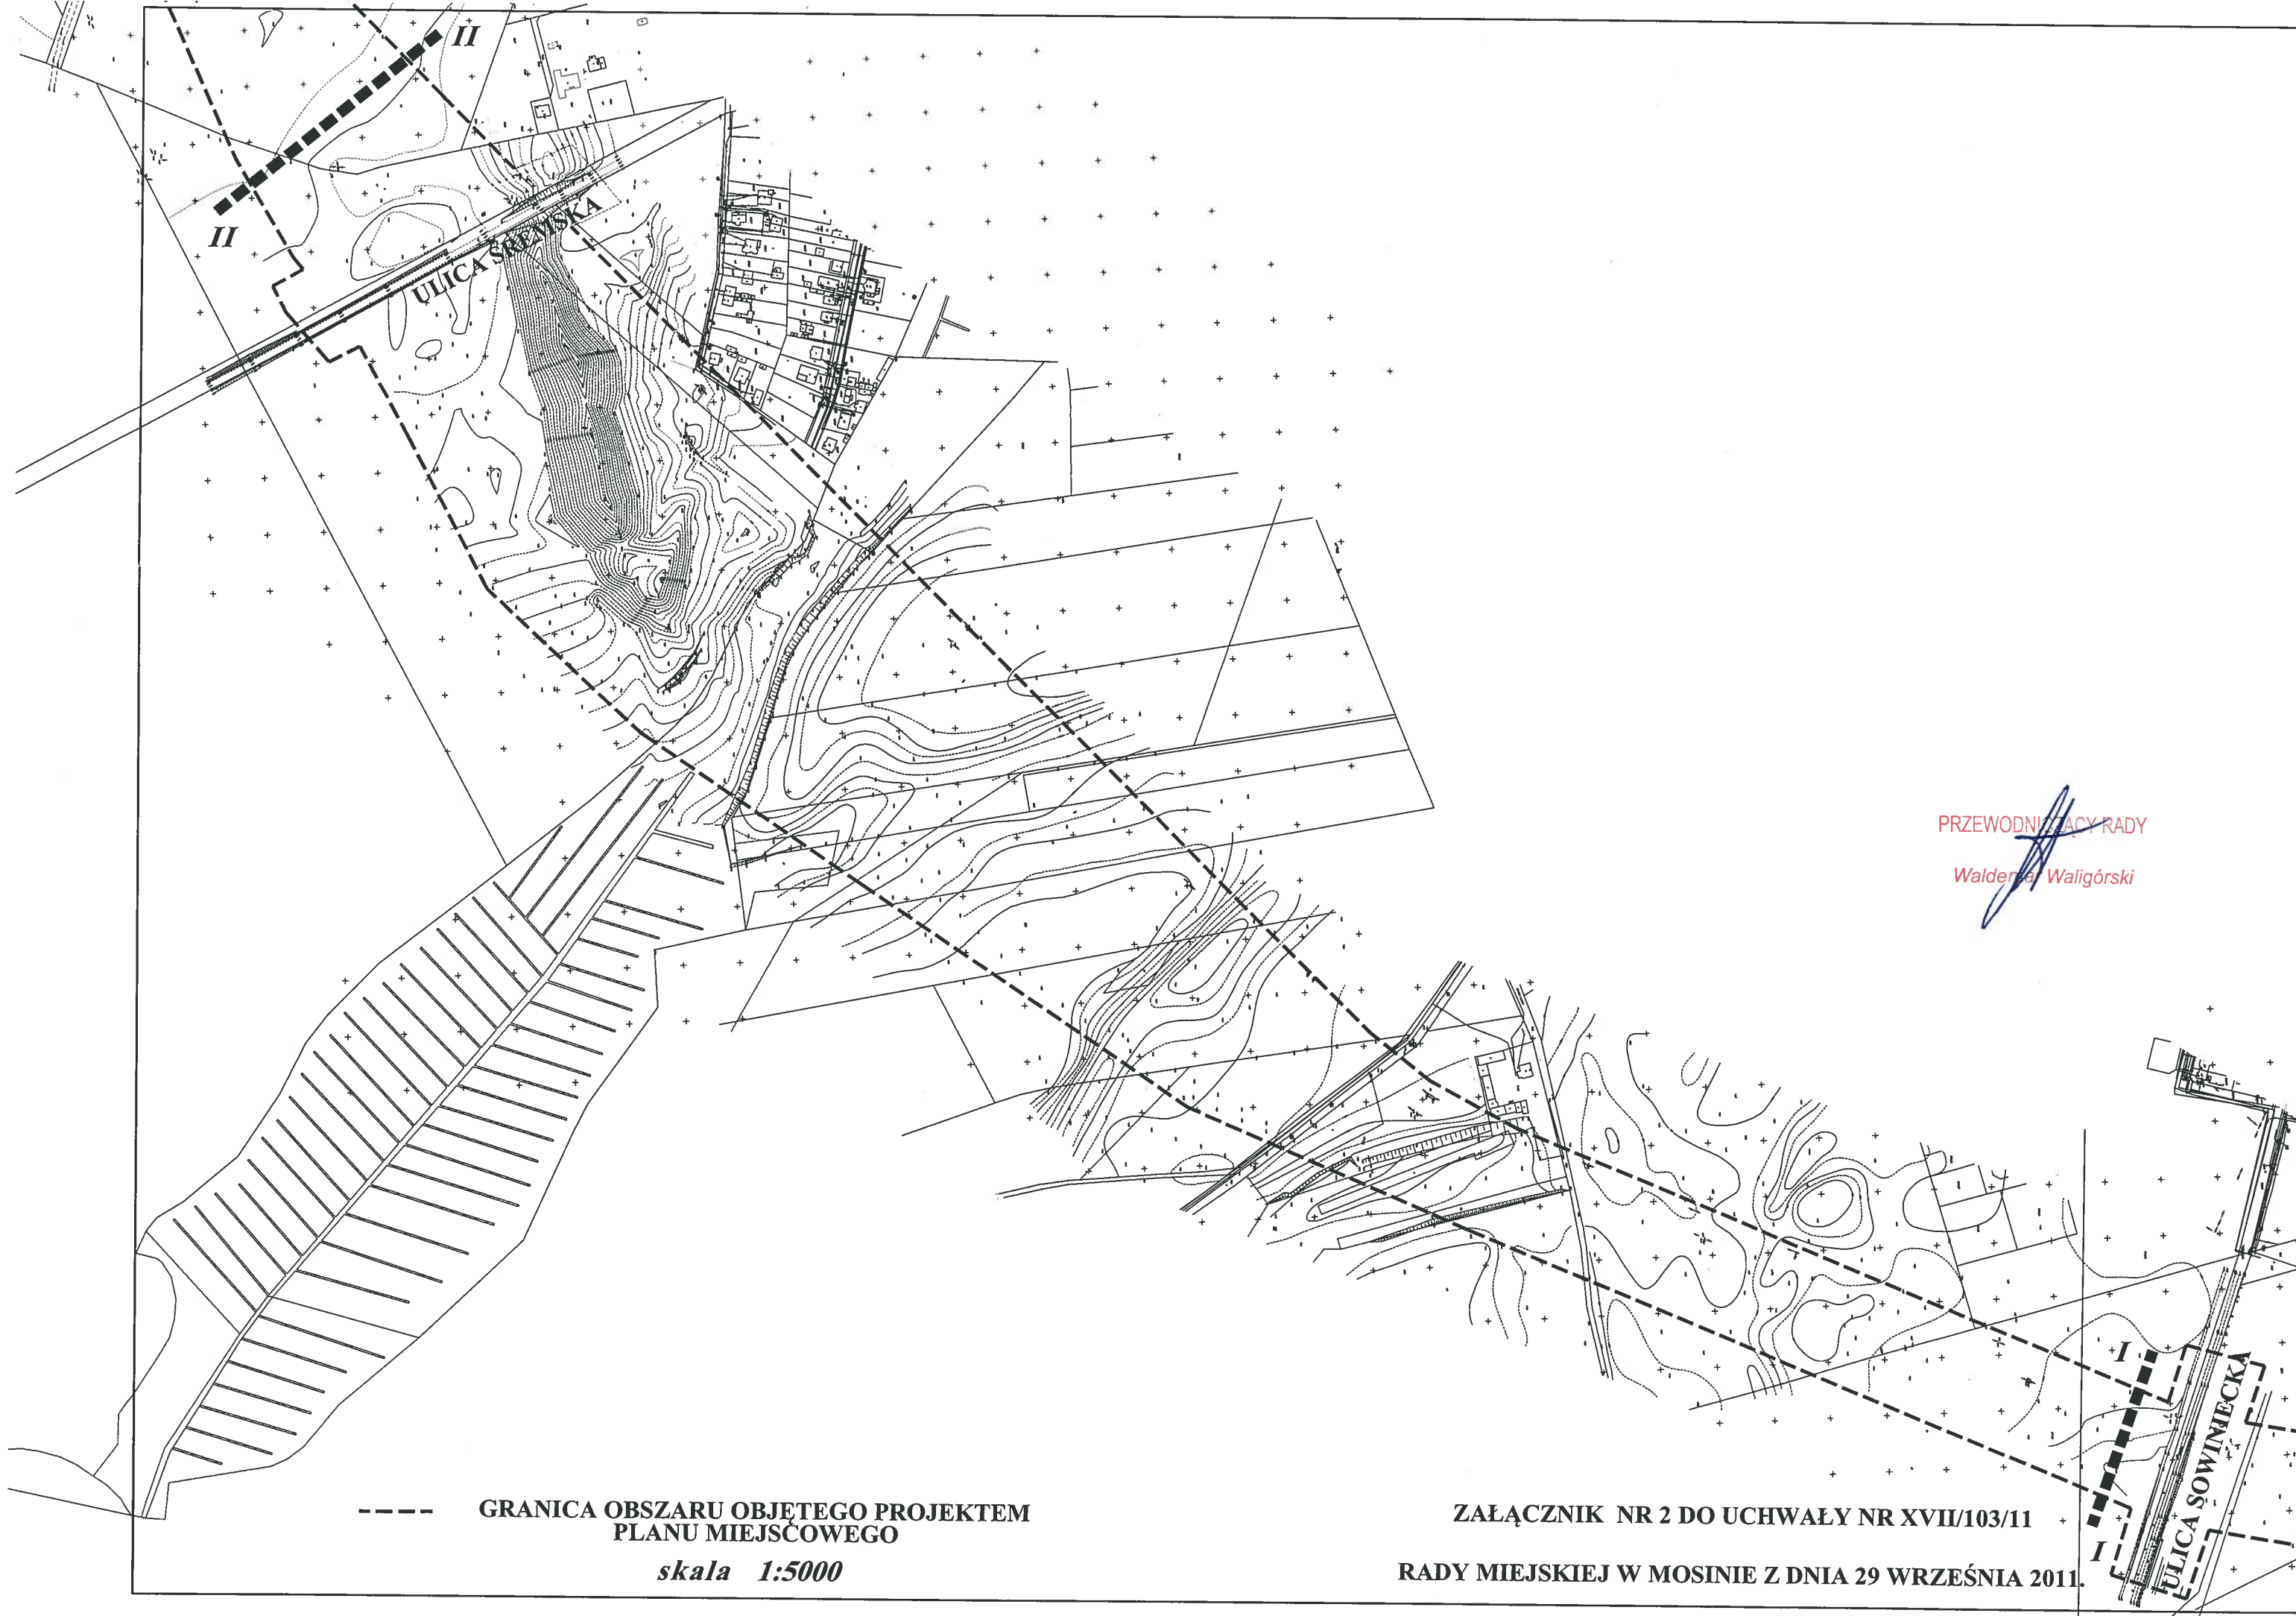 II
II
ULICA ŚREMSKA
PRZEWODNICZĄCY RADY
Waldemar Waligórski
I
ULICA SOWINIECKA
I
GRANICA OBSZARU OBJĘTEGO PROJEKTEM
PLANU MIEJSCOWEGO
skala 1:5000
ZAŁĄCZNIK NR 2 DO UCHWAŁY NR XVII/103/11
RADY MIEJSKIEJ W MOSINIE Z DNIA 29 WRZEŚNIA 2011.